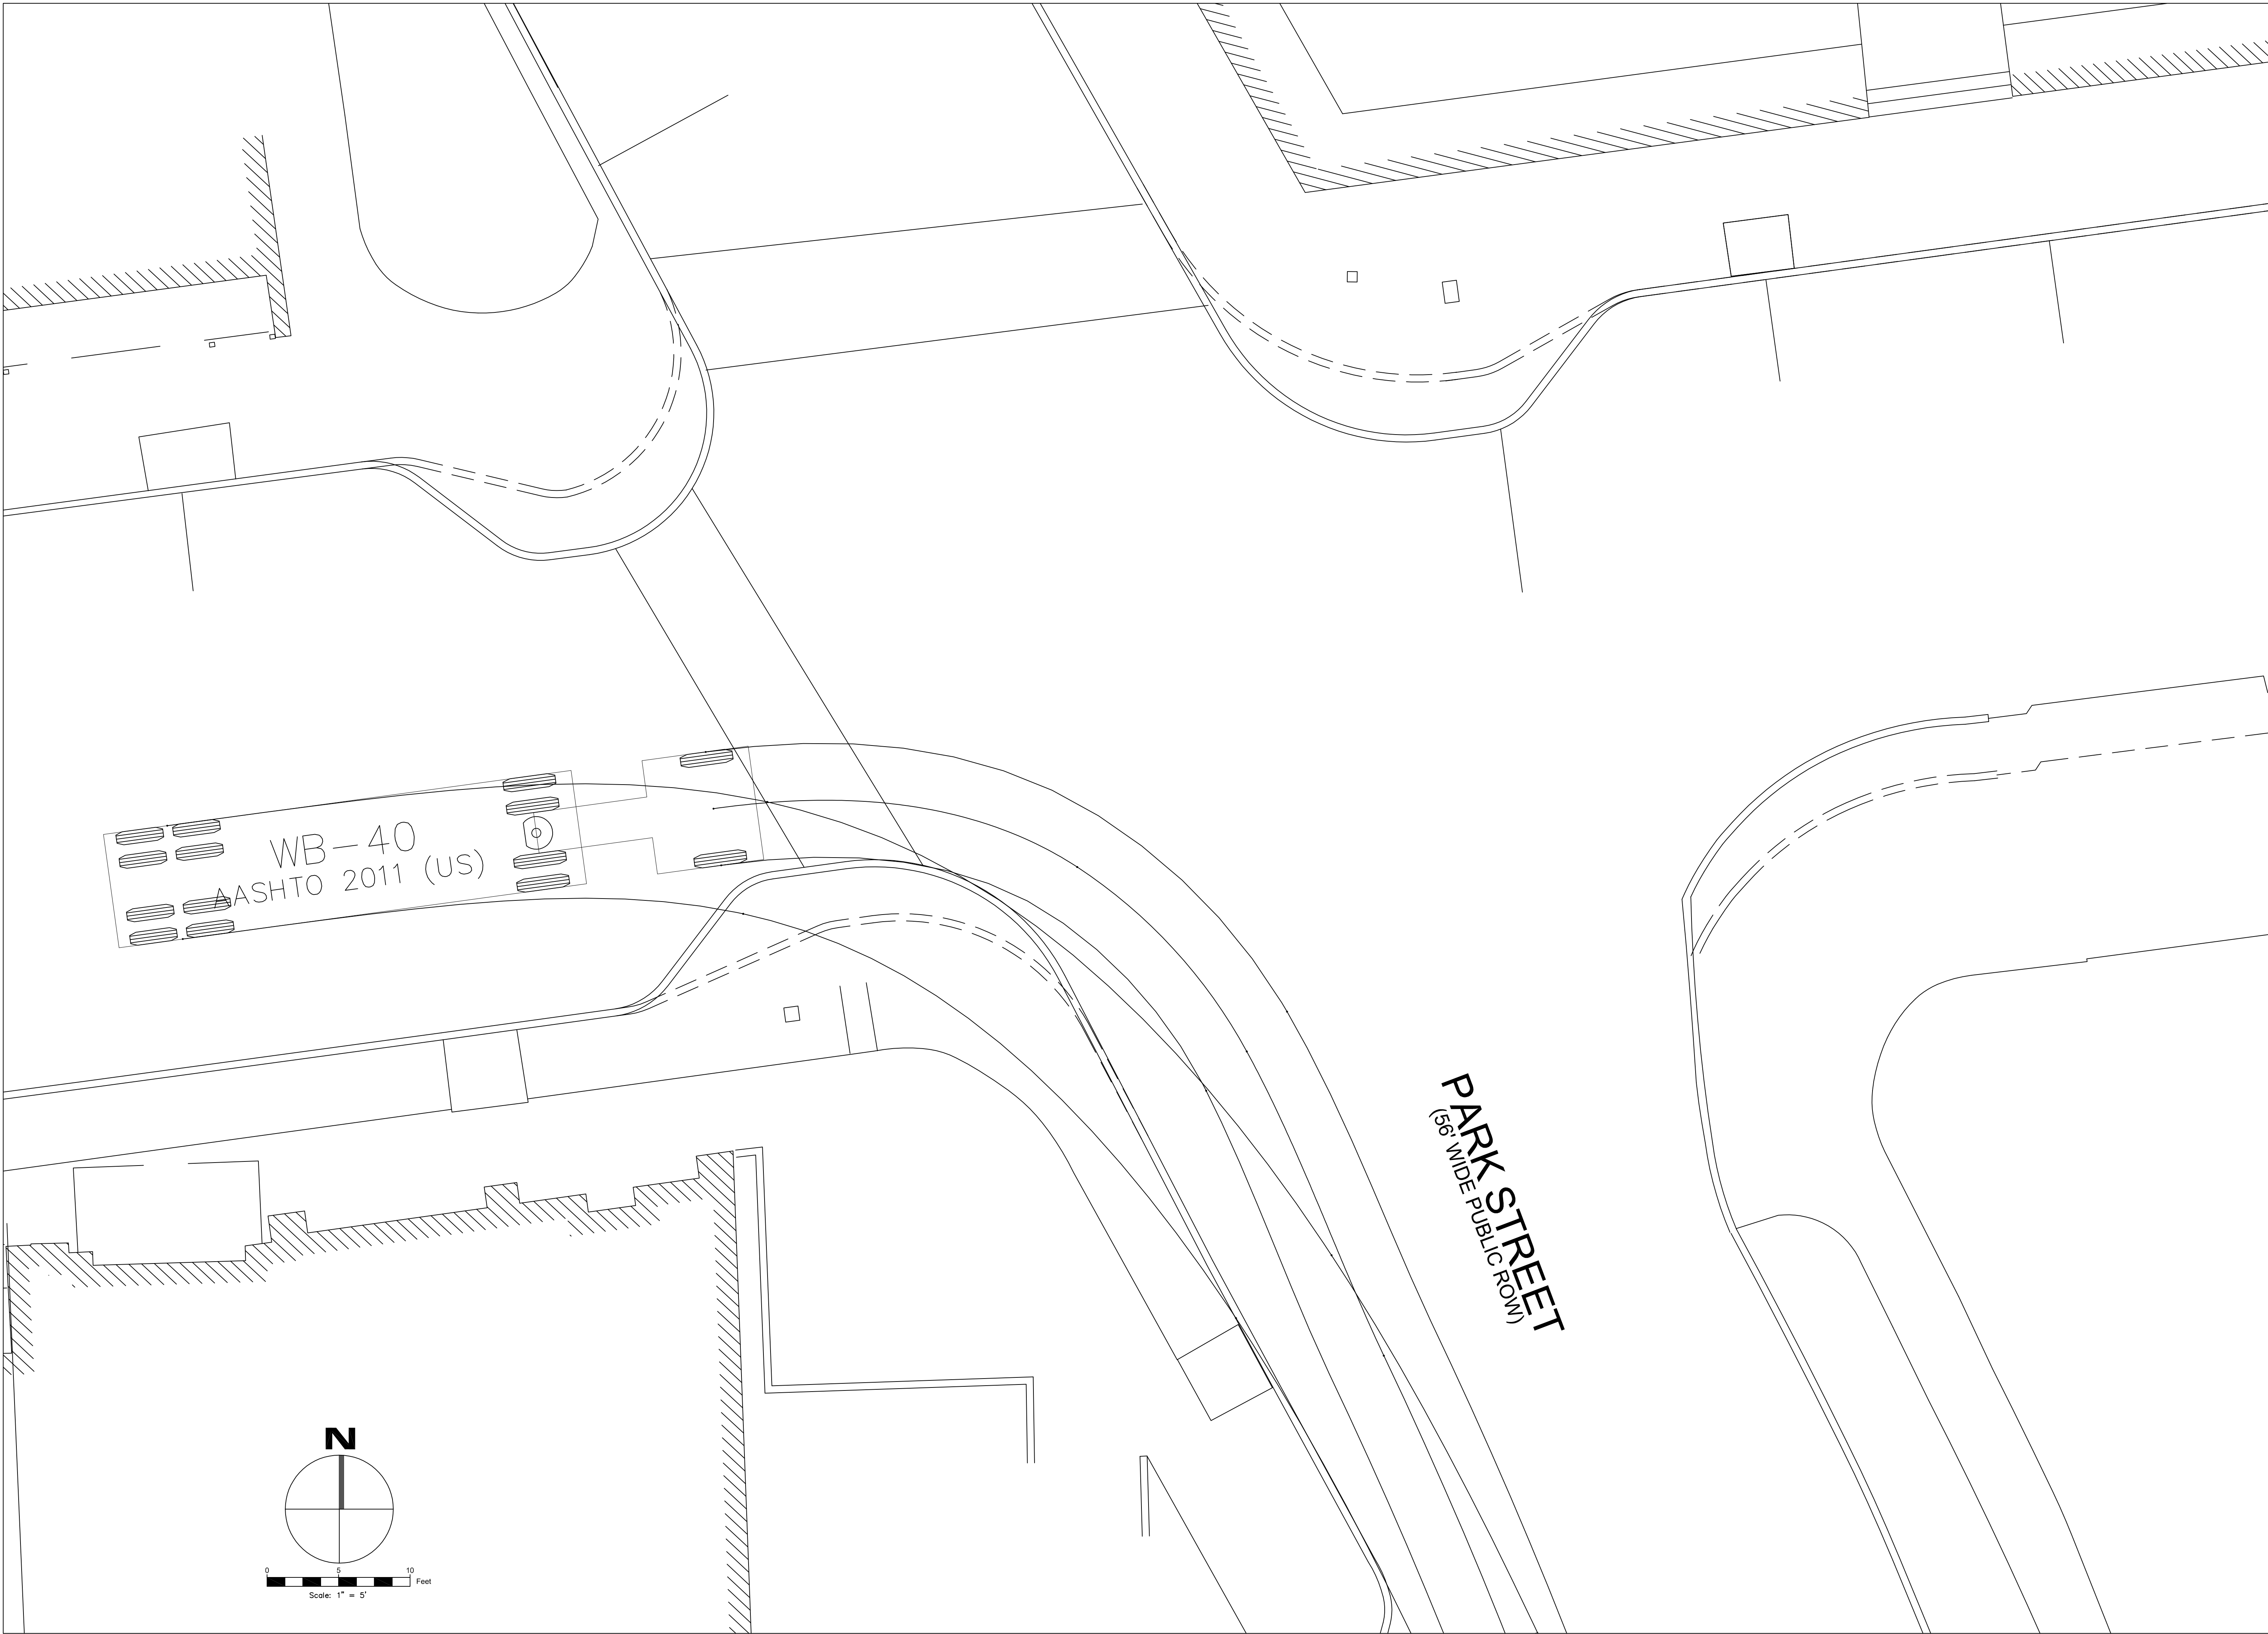 WB-40
AASHTO 2011 (US)
PARK STREET
(56' WIDE PUBLIC ROW)
N
0 5 10
Feet
Scale: 1" = 5'